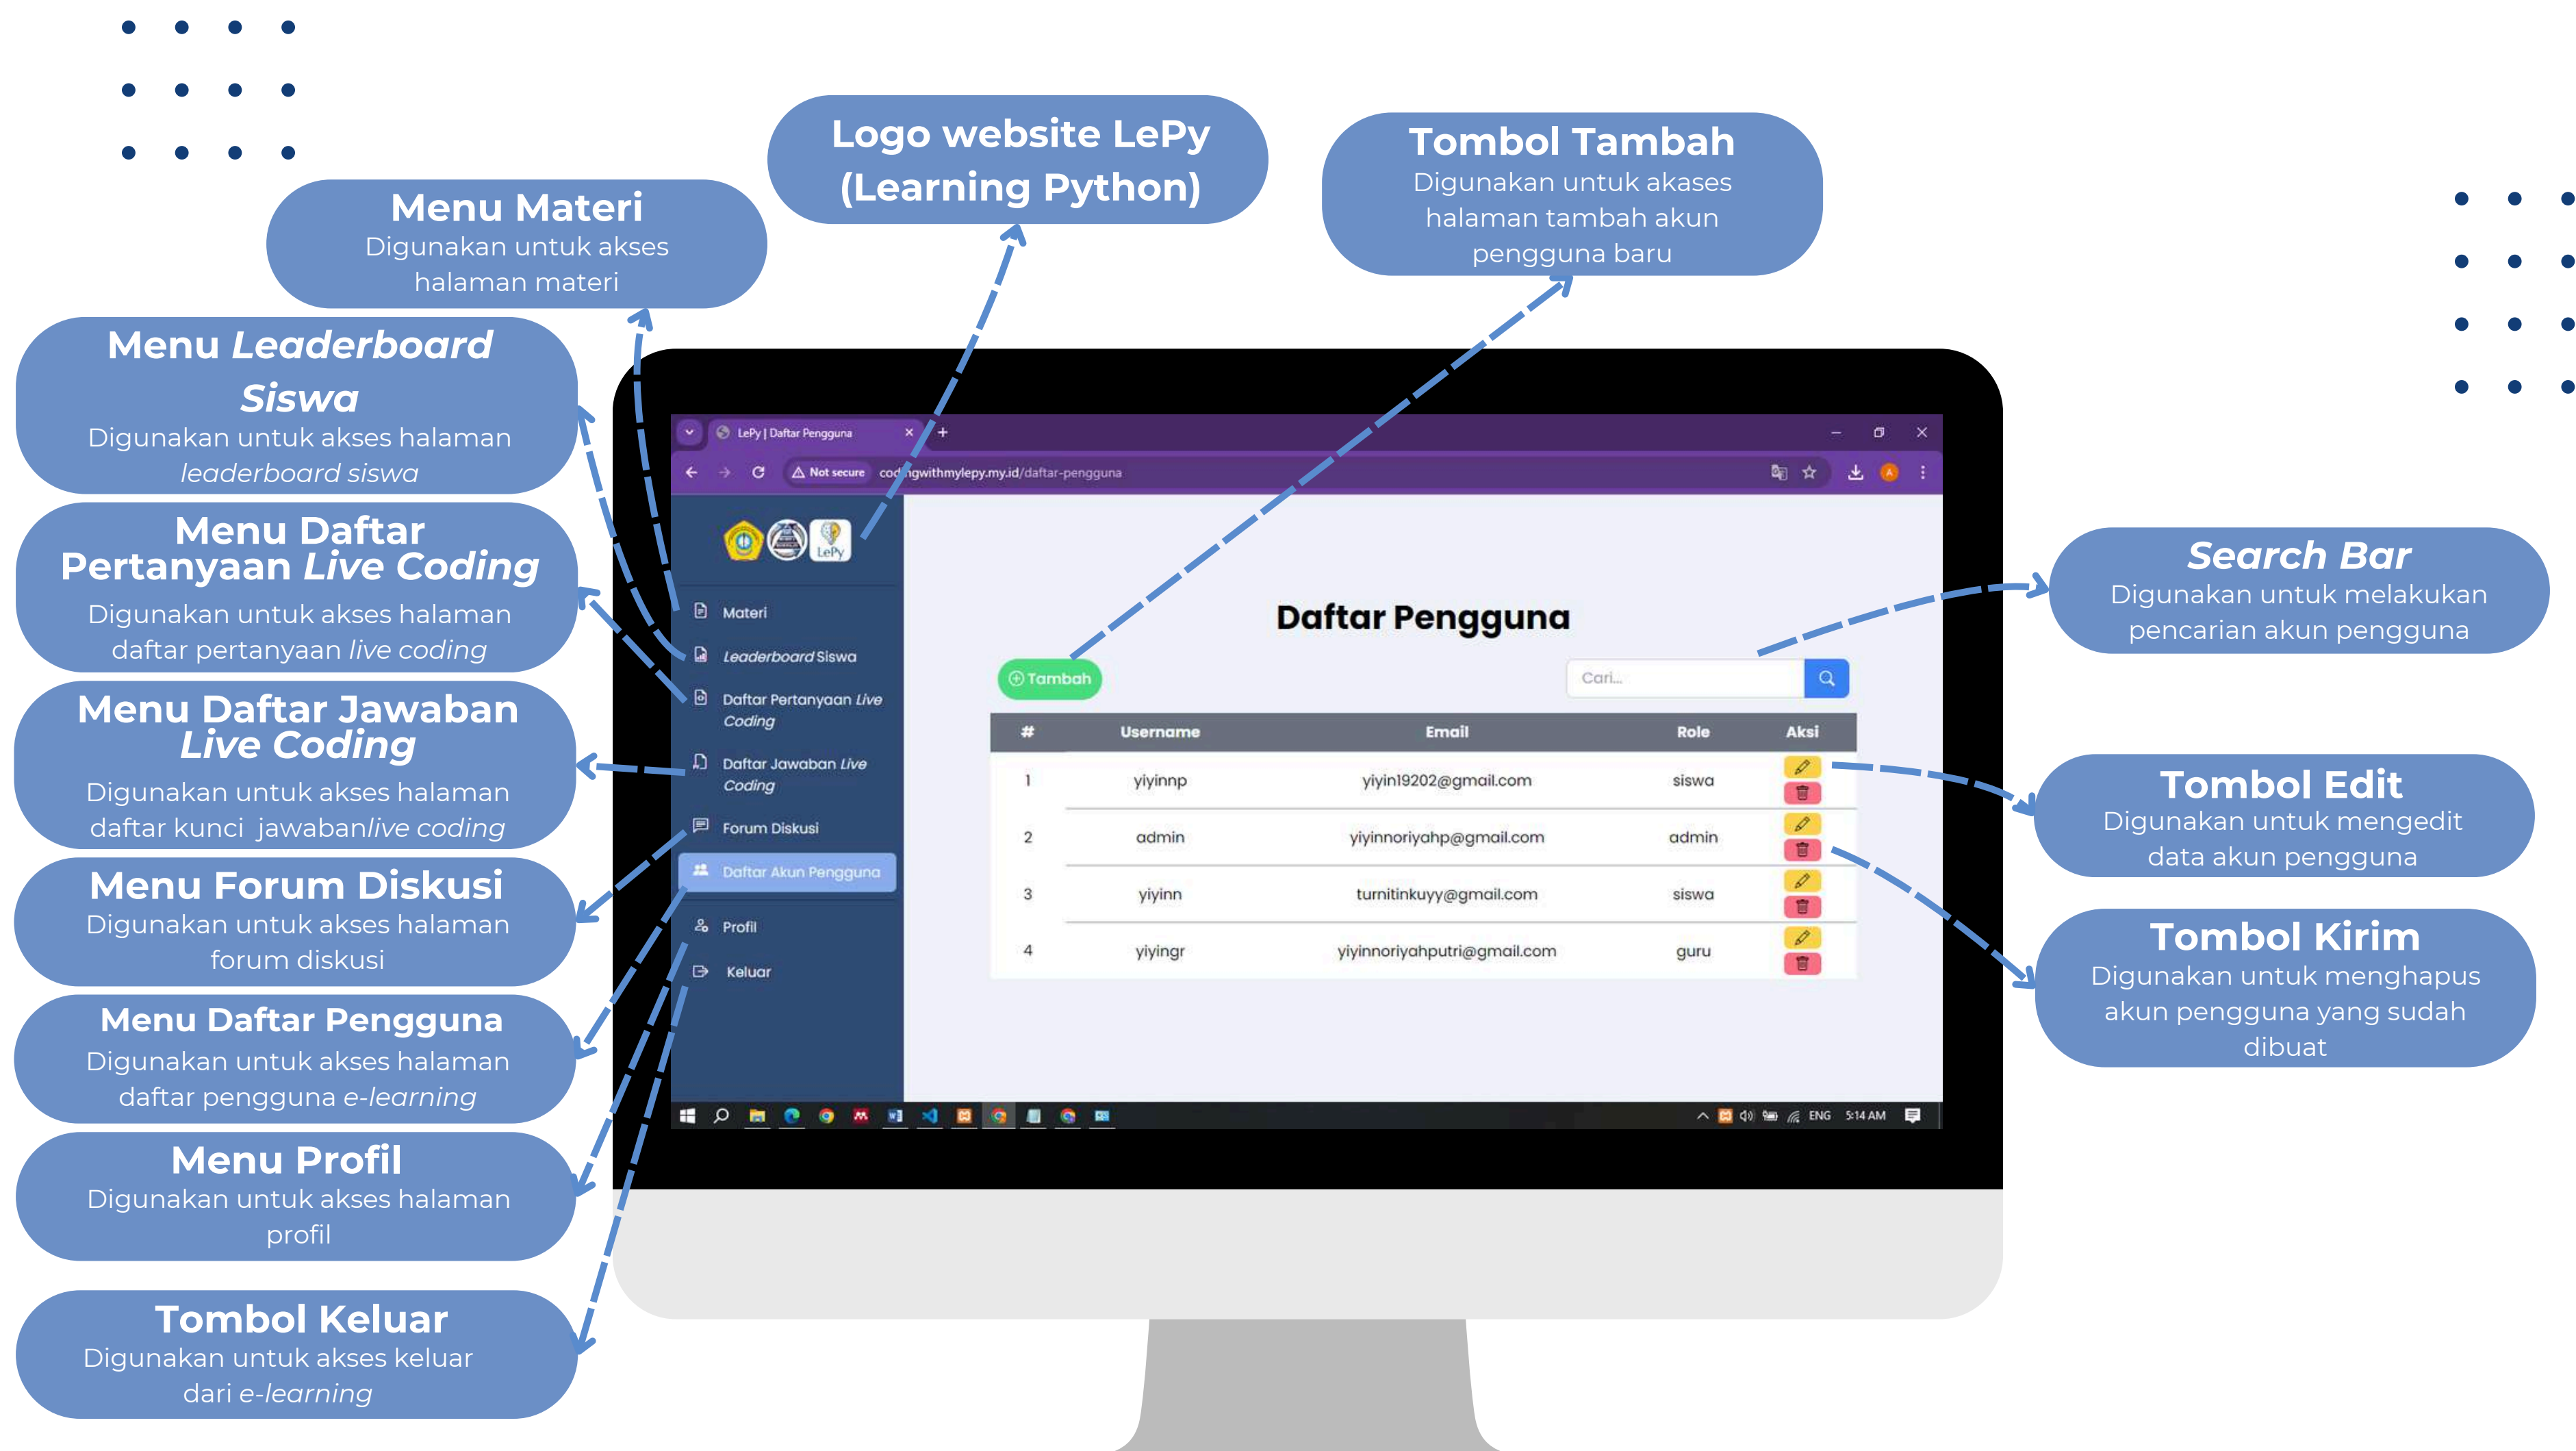 Logo website LePy
(Learning Python)
Tombol Tambah
Digunakan untuk akases
halaman tambah akun
pengguna baru
Menu Materi
Digunakan untuk akses
halaman materi
Menu Leaderboard
Siswa
Digunakan untuk akses halaman
leaderboard siswa
Menu Daftar
Pertanyaan Live Coding
Digunakan untuk akses halaman
daftar pertanyaan live coding
Menu Daftar Jawaban
Live Coding
Digunakan untuk akses halaman
daftar kunci jawabanlive coding
Menu Forum Diskusi
Digunakan untuk akses halaman
forum diskusi
Menu Daftar Pengguna
Digunakan untuk akses halaman
daftar pengguna e-learning
Menu Profil
Digunakan untuk akses halaman
profil
Tombol Keluar
Digunakan untuk akses keluar
dari e-learning
LePy | Daftar Pengguna
Not secure codingwithmylepy.my.id/daftar-pengguna
LePy
Materi
Leaderboard Siswa
Daftar Pertanyaan Live
Coding
Daftar Jawaban Live
Coding
Forum Diskusi
Daftar Akun Pengguna
Profil
Keluar
Daftar Pengguna
Tambah
Cari...
# Username Email Role Aksi
1 yiyinnp yiyin19202@gmail.com siswa
2 admin yiyinnoriyahp@gmail.com admin
3 yiyinn turnitinkuyy@gmail.com siswa
4 yiyingr yiyinnoriyahputri@gmail.com guru
ENG 5:14 AM
Search Bar
Digunakan untuk melakukan
pencarian akun pengguna
Tombol Edit
Digunakan untuk mengedit
data akun pengguna
Tombol Kirim
Digunakan untuk menghapus
akun pengguna yang sudah
dibuat